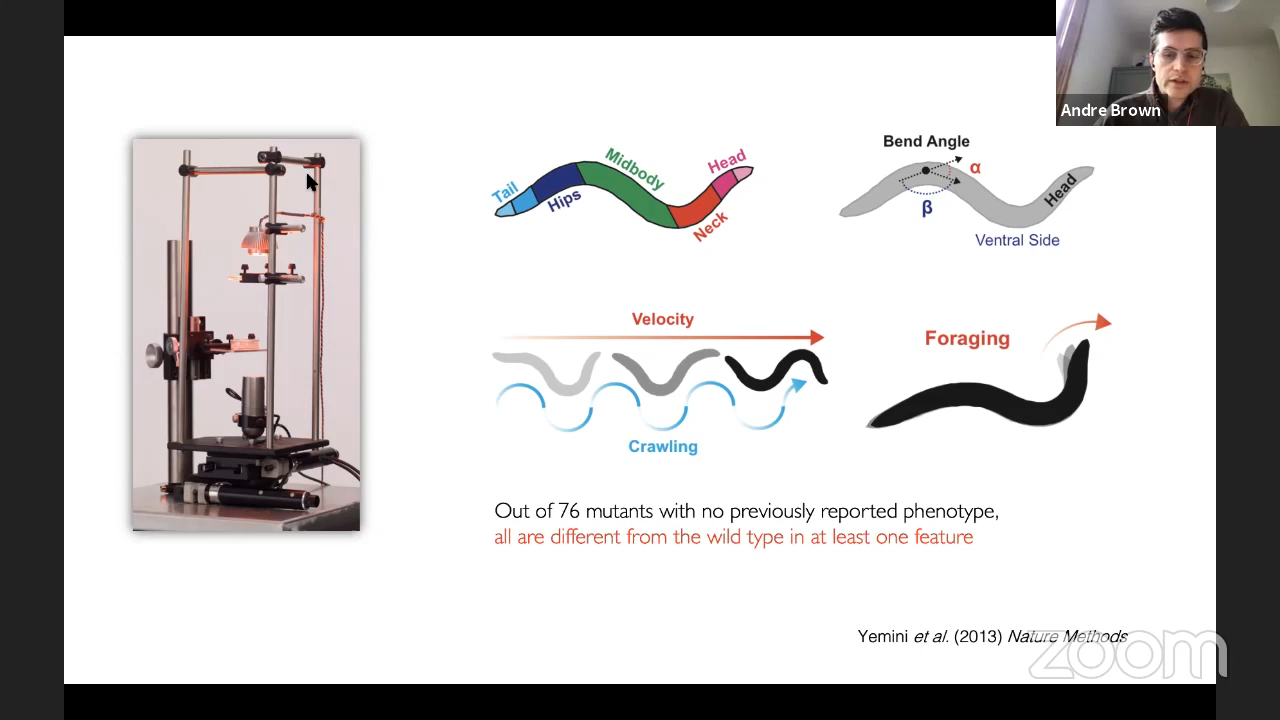 Andre Brown
Tail
Hips
Midbody
Neck
Head
Bend Angle
α
β
Head
Ventral Side
Velocity
Crawling
Foraging
Out of 76 mutants with no previously reported phenotype,
all are different from the wild type in at least one feature
Yemini et al. (2013) Nature Methods
zoom